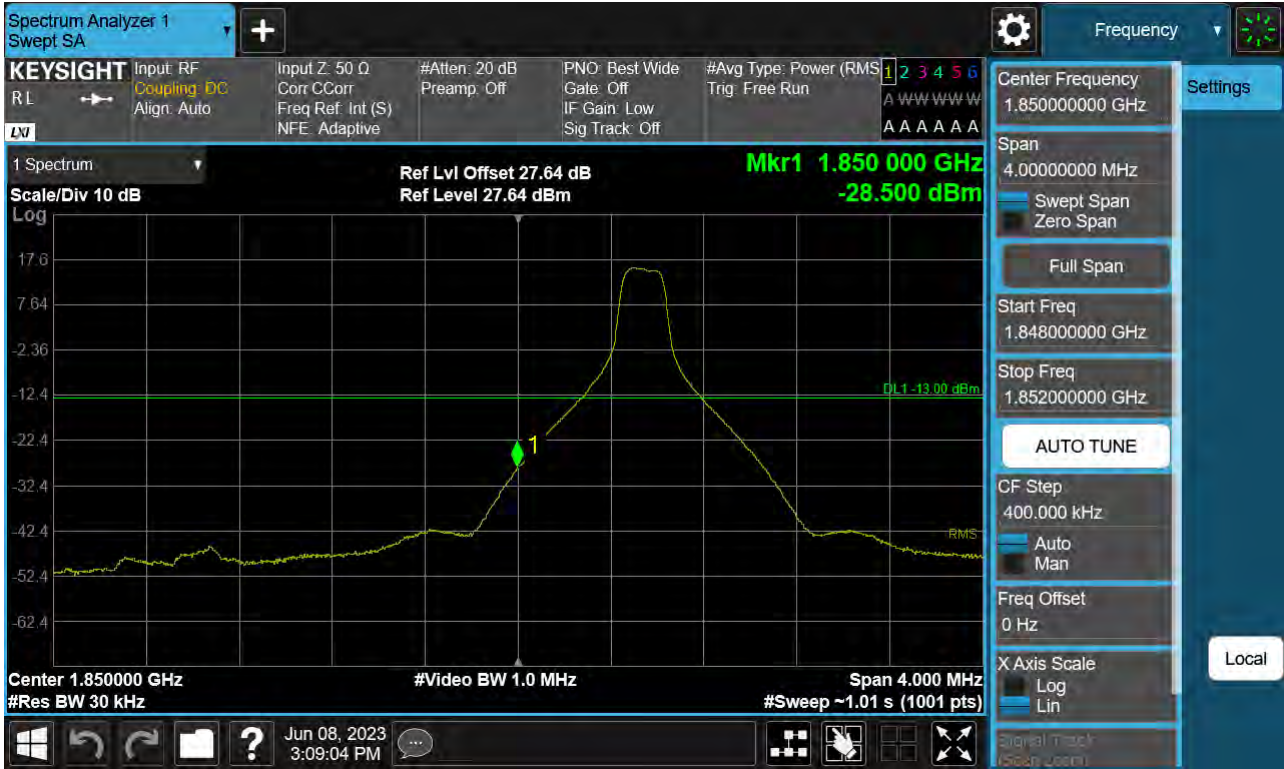 Spectrum Analyzer 1
Swept SA
Frequency
KEYSIGHT
R L
LXI
Input: RF
Coupling: DC
Align: Auto
Input Z: 50 Ω
Corr CCorr
Freq Ref: Int (S)
NFE: Adaptive
#Atten: 20 dB
Preamp: Off
PNO: Best Wide
Gate: Off
IF Gain: Low
Sig Track: Off
#Avg Type: Power (RMS
Trig: Free Run
1 2 3 4 5 6
A W W W W W
A A A A A A
Center Frequency
1.850000000 GHz
Settings
Span
4.00000000 MHz
Swept Span
Zero Span
Full Span
Start Freq
1.848000000 GHz
Stop Freq
1.852000000 GHz
AUTO TUNE
CF Step
400.000 kHz
Auto
Man
Freq Offset
0 Hz
X Axis Scale
Log
Lin
Signal Track
(Span Zoom)
Local
1 Spectrum
Scale/Div 10 dB
Log
Ref Lvl Offset 27.64 dB
Ref Level 27.64 dBm
Mkr1 1.850 000 GHz
-28.500 dBm
17.6
7.64
-2.36
-12.4
DL1 -13.00 dBm
-22.4
1
-32.4
-42.4
RMS
-52.4
-62.4
Center 1.850000 GHz
#Video BW 1.0 MHz
Span 4.000 MHz
#Res BW 30 kHz
#Sweep ~1.01 s (1001 pts)
?
Jun 08, 2023
3:09:04 PM